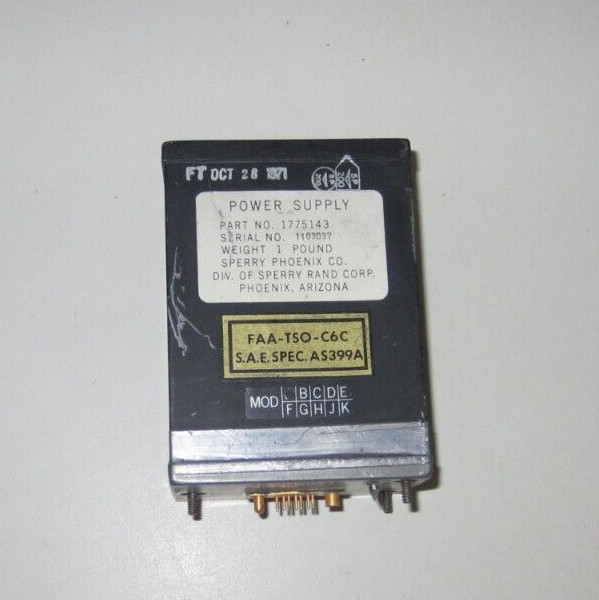 FT OCT 28 1971
POWER SUPPLY
PART NO. 1775143
SERIAL NO. 1103037
WEIGHT 1 POUND
SPERRY PHOENIX CO.
DIV. OF SPERRY RAND CORP.
PHOENIX, ARIZONA
FAA-TSO-C6C
S.A.E. SPEC. AS399A
MOD B C D E
F G H J K